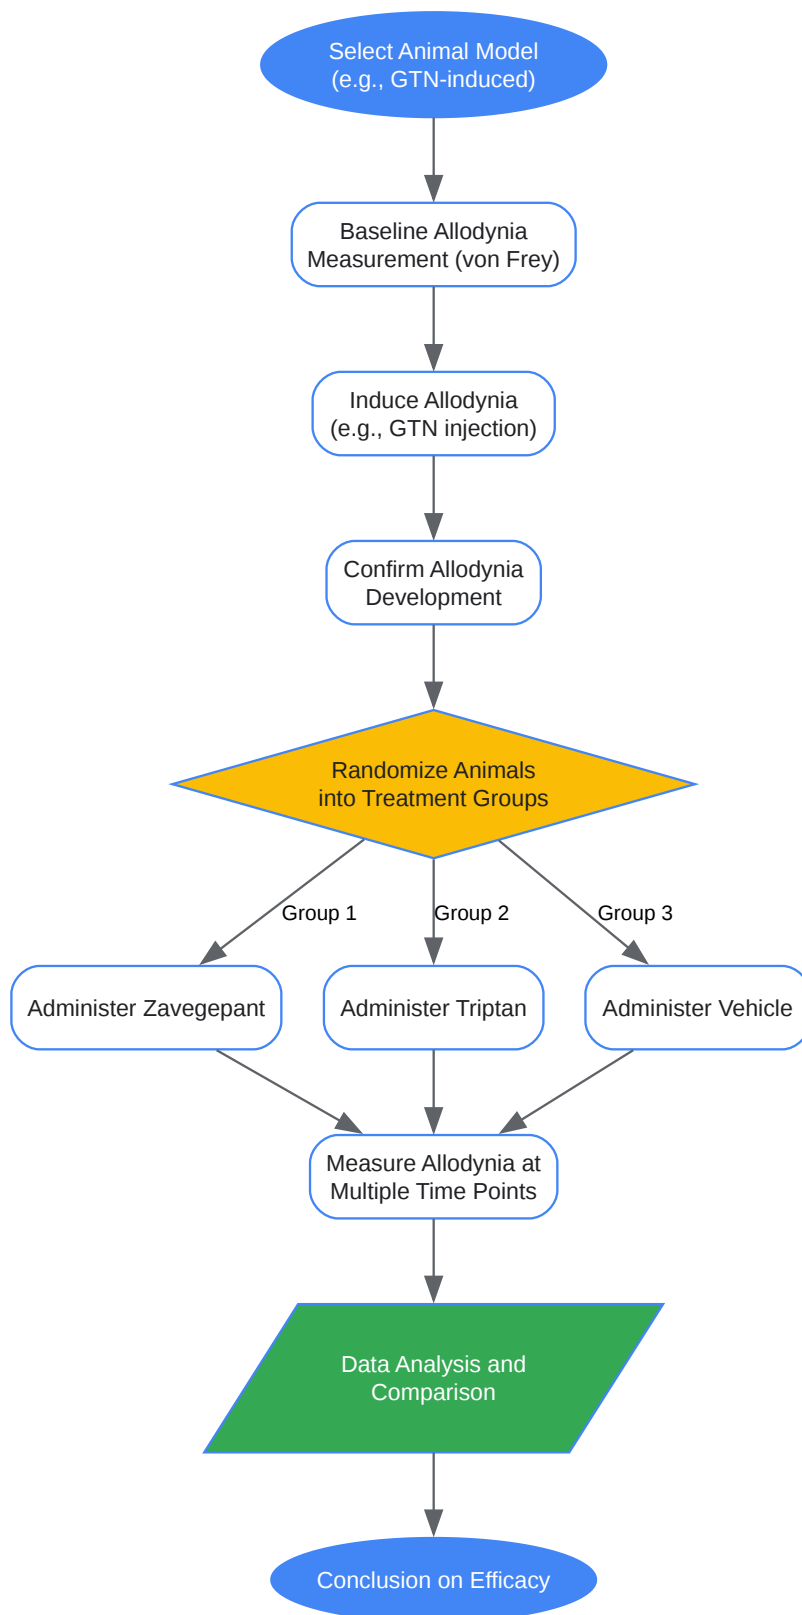 Select Animal Model
(e.g., GTN-induced)
Baseline Allodynia
Measurement (von Frey)
Induce Allodynia
(e.g., GTN injection)
Confirm Allodynia
Development
Randomize Animals
into Treatment Groups
Group 1
Group 2
Group 3
Administer Zavegepant
Administer Triptan
Administer Vehicle
Measure Allodynia at
Multiple Time Points
Data Analysis and
Comparison
Conclusion on Efficacy